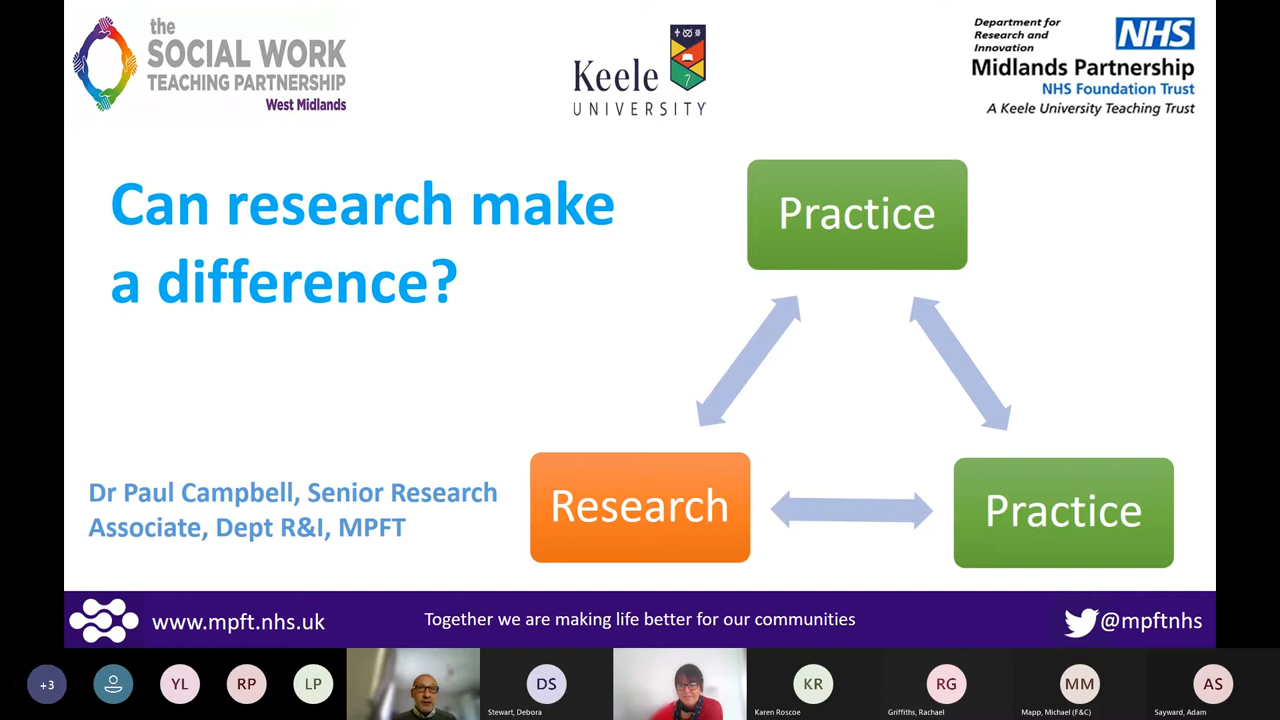 the
SOCIAL WORK
TEACHING PARTNERSHIP
West Midlands
Keele
UNIVERSITY
Department for
Research and
Innovation
NHS
Midlands Partnership
NHS Foundation Trust
A Keele University Teaching Trust
Can research make
a difference?
Practice
Research
Practice
Dr Paul Campbell, Senior Research
Associate, Dept R&I, MPFT
www.mpft.nhs.uk
Together we are making life better for our communities
@mpftnhs
+3
YL
RP
LP
DS
Stewart, Debora
KR
Karen Roscoe
RG
Griffiths, Rachael
MM
Mapp, Michael (F&C)
AS
Sayward, Adam